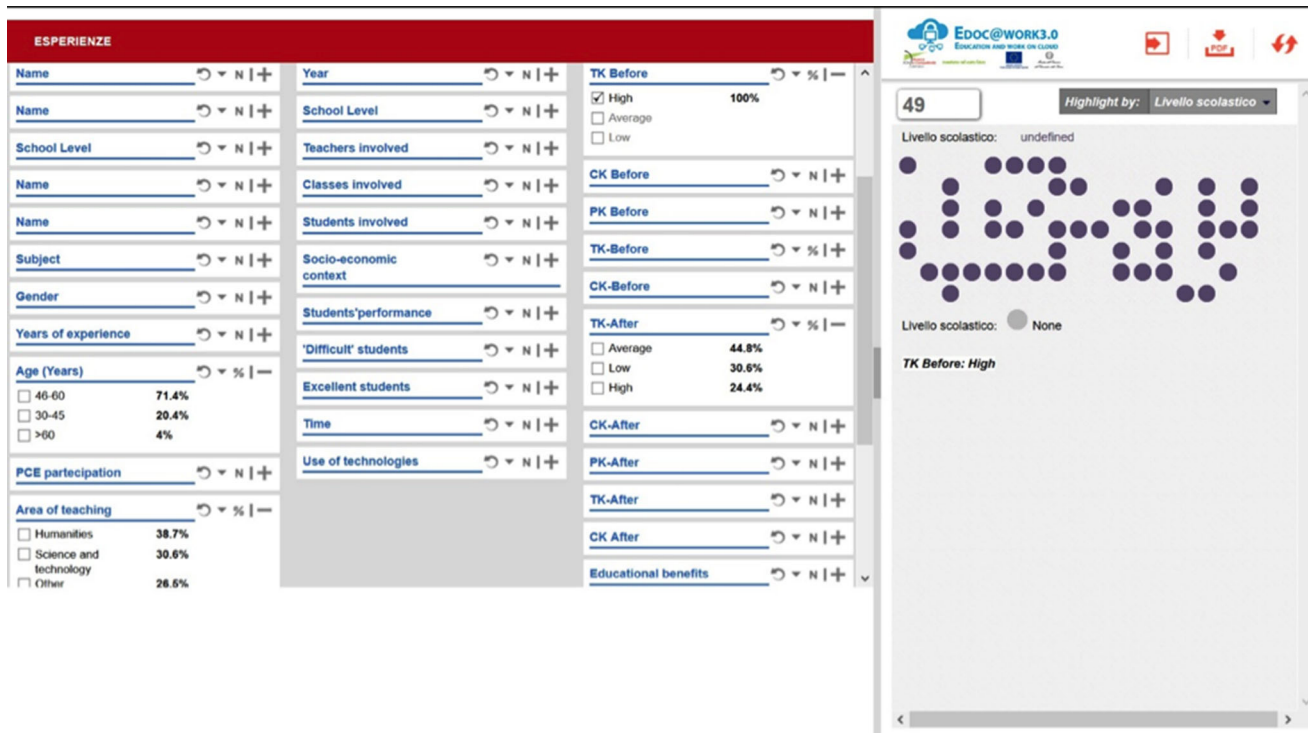 ESPERIENZE
Name N
Name N
School Level N
Name N
Name N
Subject N
Gender N
Years of experience N
Age (Years) %
46-60 71.4%
30-45 20.4%
>60 4%
PCE partecipation N
Area of teaching %
Humanities 38.7%
Science and 30.6%
technology
Other 26.5%
Year N
School Level N
Teachers involved N
Classes involved N
Students involved N
Socio-economic N
context
Students'performance N
'Difficult' students N
Excellent students N
Time N
Use of technologies N
TK Before %
High 100%
Average
Low
CK Before N
PK Before N
TK-Before %
CK-Before N
TK-After %
Average 44.8%
Low 30.6%
High 24.4%
CK-After N
PK-After N
TK-After N
CK After N
Educational benefits N
EDOC@WORK3.0
EDUCATION AND WORK ON CLOUD
PDF
49
Highlight by: Livello scolastico
Livello scolastico: undefined
Livello scolastico: None
TK Before: High